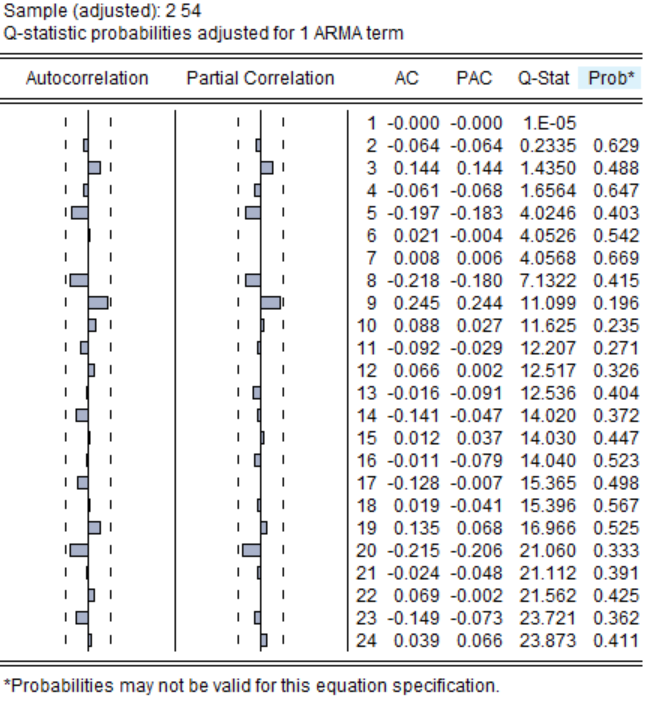 Sample (adjusted): 2 54
Q-statistic probabilities adjusted for 1 ARMA term
Autocorrelation Partial Correlation AC PAC Q-Stat Prob*
1 -0.000 -0.000 1.E-05
2 -0.064 -0.064 0.2335 0.629
3 0.144 0.144 1.4350 0.488
4 -0.061 -0.068 1.6564 0.647
5 -0.197 -0.183 4.0246 0.403
6 0.021 -0.004 4.0526 0.542
7 0.008 0.006 4.0568 0.669
8 -0.218 -0.180 7.1322 0.415
9 0.245 0.244 11.099 0.196
10 0.088 0.027 11.625 0.235
11 -0.092 -0.029 12.207 0.271
12 0.066 0.002 12.517 0.326
13 -0.016 -0.091 12.536 0.404
14 -0.141 -0.047 14.020 0.372
15 0.012 0.037 14.030 0.447
16 -0.011 -0.079 14.040 0.523
17 -0.128 -0.007 15.365 0.498
18 0.019 -0.041 15.396 0.567
19 0.135 0.068 16.966 0.525
20 -0.215 -0.206 21.060 0.333
21 -0.024 -0.048 21.112 0.391
22 0.069 -0.002 21.562 0.425
23 -0.149 -0.073 23.721 0.362
24 0.039 0.066 23.873 0.411
*Probabilities may not be valid for this equation specification.